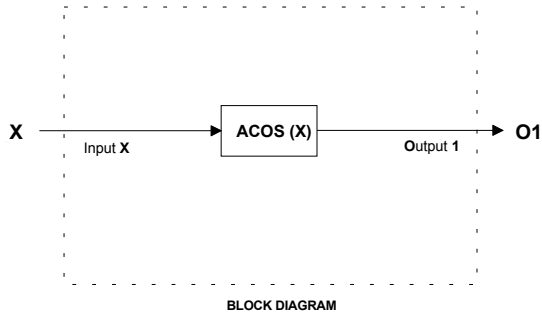 X
Input X
ACOS (X)
Output 1
O1
BLOCK DIAGRAM